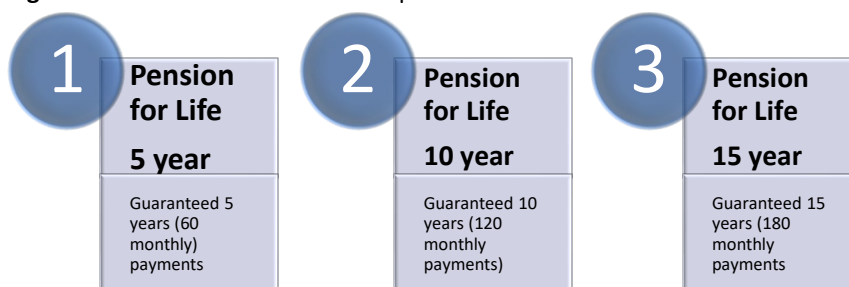 1
Pension
for Life
5 year
Guaranteed 5
years (60
monthly)
payments
2
Pension
for Life
10 year
Guaranteed 10
years (120
monthly
payments)
3
Pension
for Life
15 year
Guaranteed 15
years (180
monthly
payments